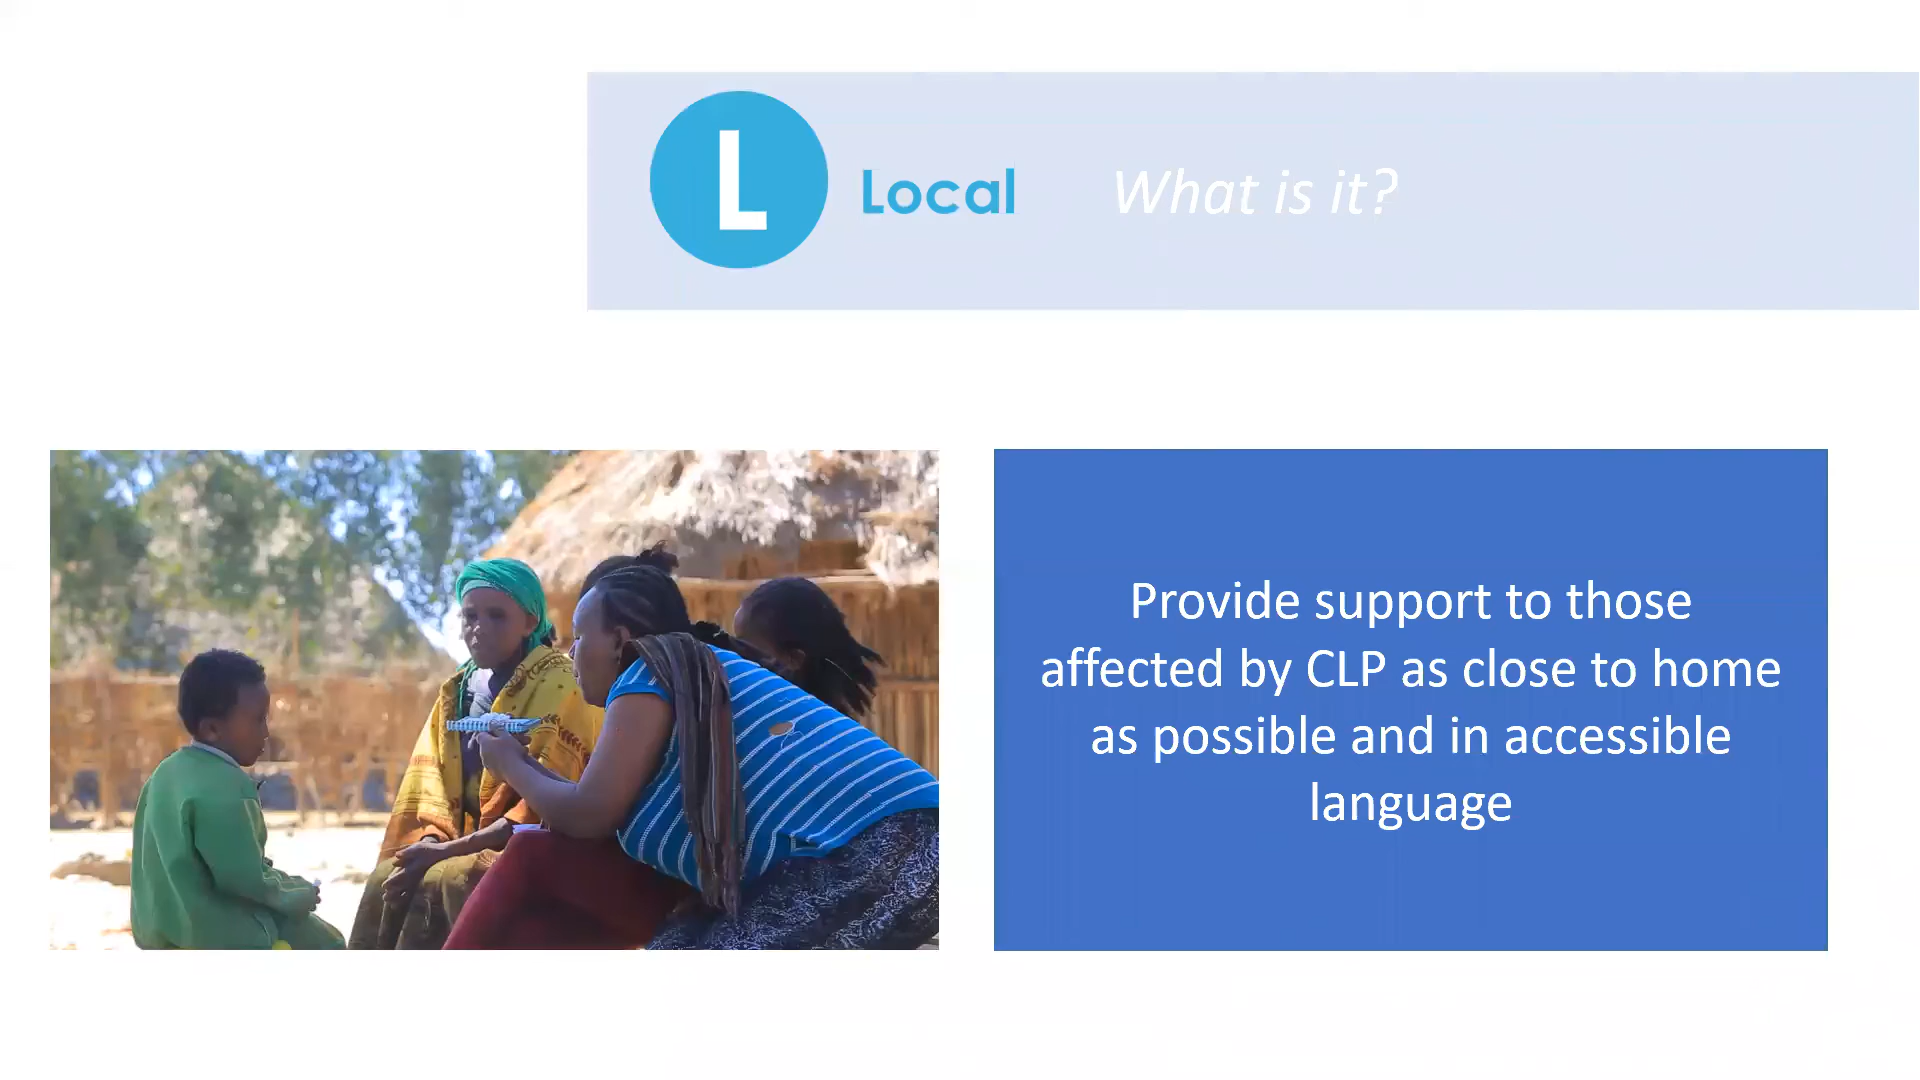 L
Local
What is it?
Provide support to those
affected by CLP as close to home
as possible and in accessible
language